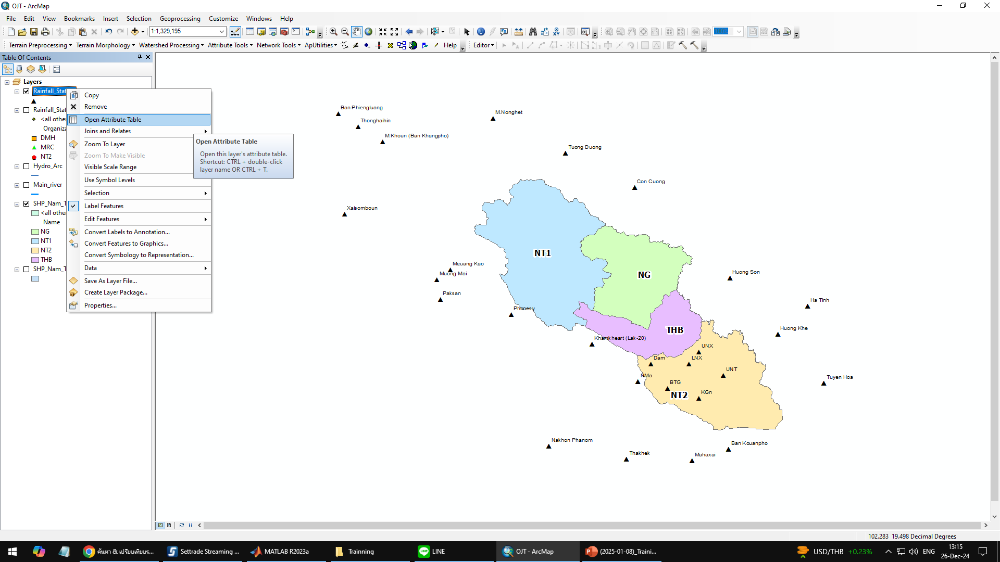 OJT - ArcMap
File Edit View Bookmarks Insert Selection Geoprocessing Customize Windows Help
1:1,329,195
100%
Terrain Preprocessing Terrain Morphology Watershed Processing Attribute Tools Network Tools ApUtilities Help Editor
Table Of Contents
Layers
Rainfall_Stat
Rainfall_Stat
<all other
Organiza
DMH
MRC
NT2
Hydro_Arc
Main_river
SHP_Nam_T
<all other
Name
NG
NT1
NT2
THB
SHP_Nam_T
Copy
Remove
Open Attribute Table
Joins and Relates
Zoom To Layer
Zoom To Make Visible
Visible Scale Range
Use Symbol Levels
Selection
Label Features
Edit Features
Convert Labels to Annotation...
Convert Features to Graphics...
Convert Symbology to Representation...
Data
Save As Layer File...
Create Layer Package...
Properties...
Open Attribute Table
Open this layer's attribute table.
Shortcut: CTRL + double-click
layer name OR CTRL + T.
Ban Phiengluang
M.Nonghet
Thonghaihin
M.Khoun (Ban Khangpho)
Tuong Duong
Con Cuong
Xaisomboun
NT1
Meuang Kao
Muong Mai
NG
Huong Son
Paksan
Ha Tinh
Phonesy
THB
Huong Khe
Khamkheart (Lak-20)
UNX
Dam
LNX
UNT
NMa
Tuyen Hoa
BTG
KGn
NT2
Nakhon Phanom
Ban Kouanpho
Thakhek
Mahaxai
102.283 19.498 Decimal Degrees
ค้นหา & เปรียบเทียบร...
Settrade Streaming ...
MATLAB R2023a
Trainning
LINE
OJT - ArcMap
(2025-01-08)_Traini...
USD/THB +0.23%
ENG
13:15
26-Dec-24